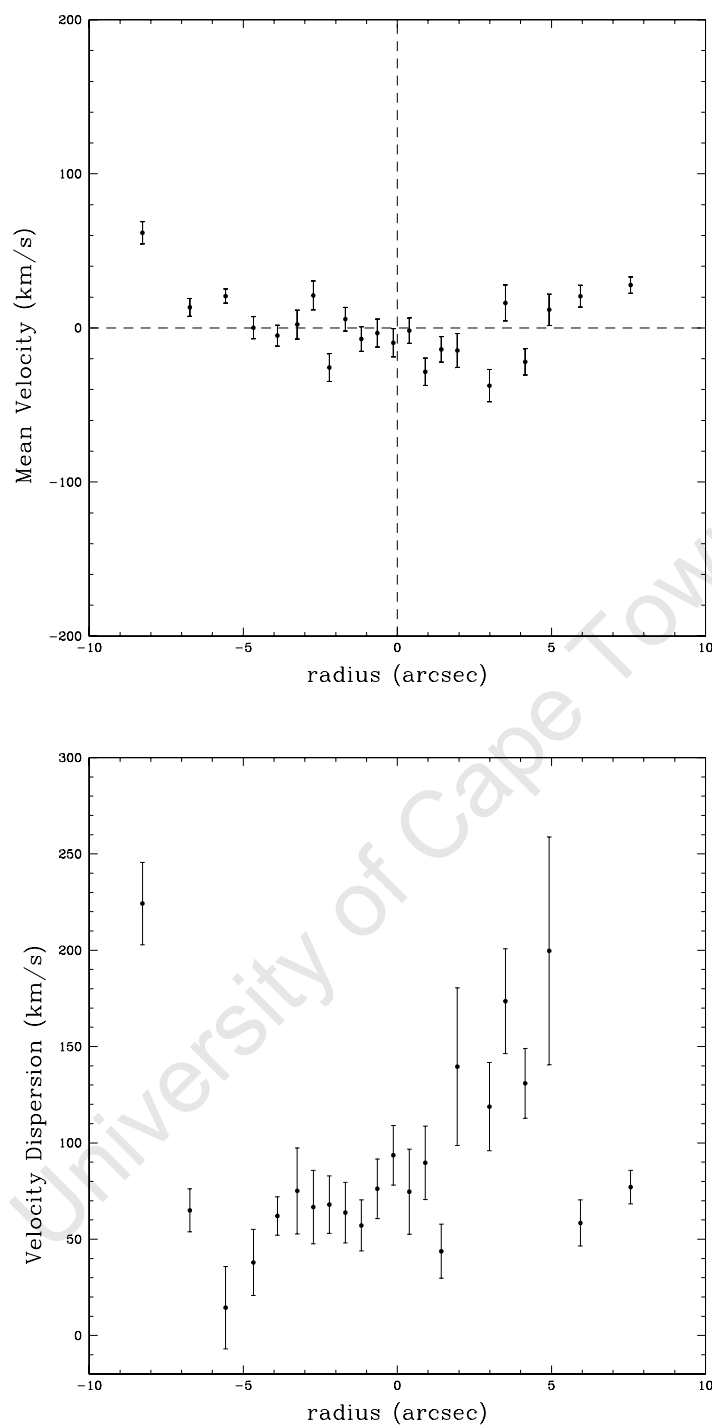 200
100
0
−100
−200
Mean Velocity (km/s)
−10 −5 0 5 10
radius (arcsec)
300
250
200
150
100
50
0
Velocity Dispersion (km/s)
−10 −5 0 5 10
radius (arcsec)
University of Cape Town